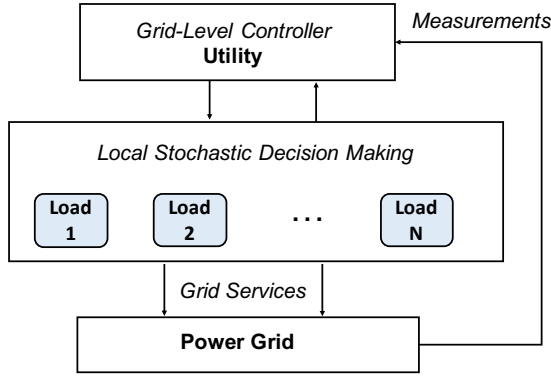 Measurements
Grid-Level Controller
Utility
Local Stochastic Decision Making
Load
1
Load
2
...
Load
N
Grid Services
Power Grid